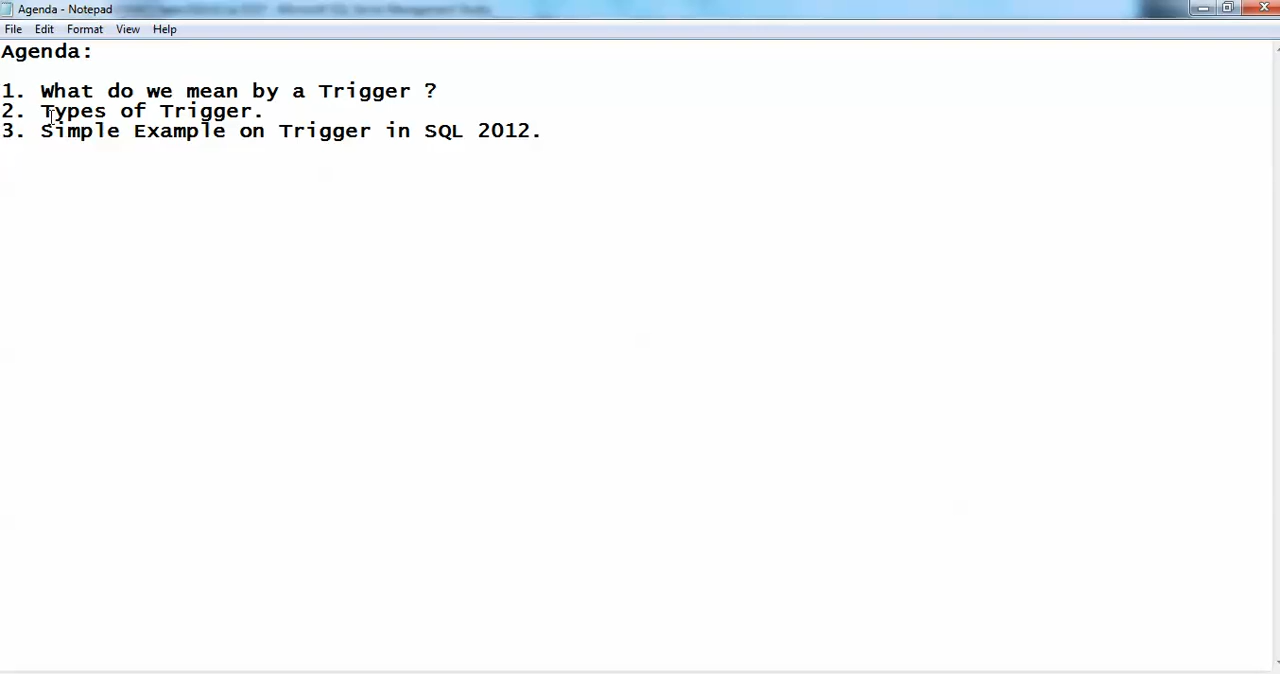 Agenda - Notepad
File Edit Format View Help
Agenda:
1. What do we mean by a Trigger ?
2. Types of Trigger.
3. Simple Example on Trigger in SQL 2012.